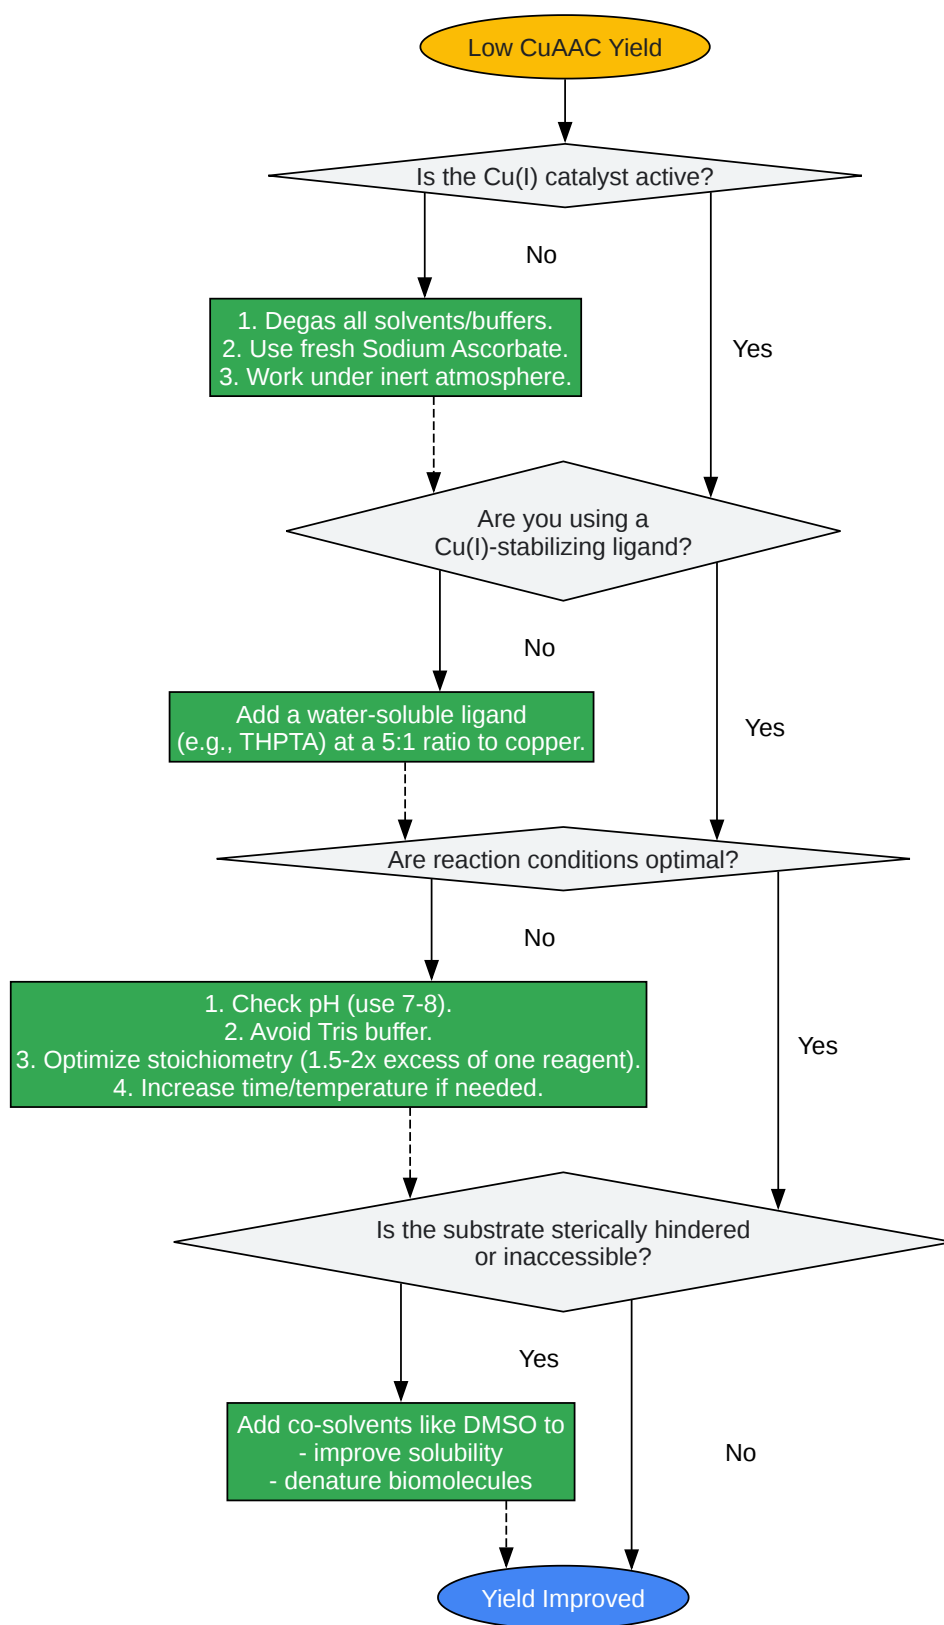 Low CuAAC Yield
Is the Cu(I) catalyst active?
No
1. Degas all solvents/buffers.
2. Use fresh Sodium Ascorbate.
3. Work under inert atmosphere.
Yes
Are you using a
Cu(I)-stabilizing ligand?
No
Add a water-soluble ligand
(e.g., THPTA) at a 5:1 ratio to copper.
Yes
Are reaction conditions optimal?
No
1. Check pH (use 7-8).
2. Avoid Tris buffer.
3. Optimize stoichiometry (1.5-2x excess of one reagent).
4. Increase time/temperature if needed.
Yes
Is the substrate sterically hindered
or inaccessible?
Yes
Add co-solvents like DMSO to
- improve solubility
- denature biomolecules
No
Yield Improved